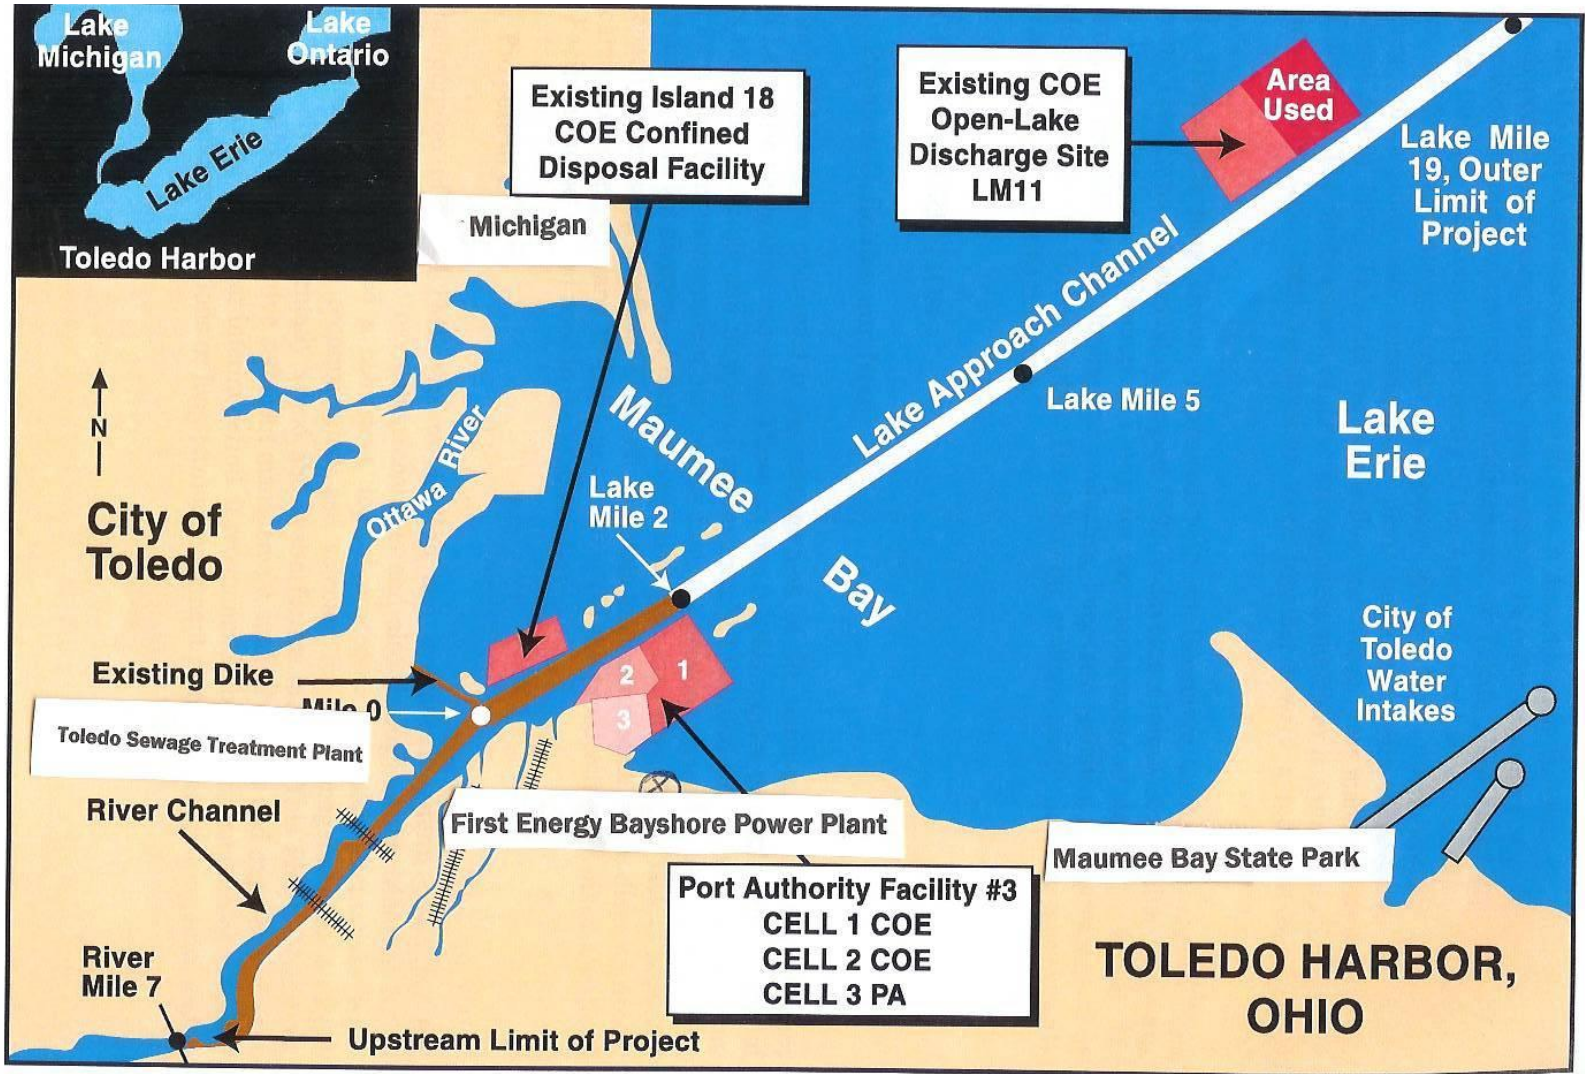 Lake
Michigan
Lake
Ontario
Lake Erie
Toledo Harbor
Existing Island 18
COE Confined
Disposal Facility
Existing COE
Open-Lake
Discharge Site
LM11
Area
Used
Lake Mile
19, Outer
Limit of
Project
Michigan
Lake Approach Channel
Lake Mile 5
Lake
Erie
Maumee
Bay
N
City of
Toledo
Ottawa River
Lake
Mile 2
Existing Dike
Mile 0
1
2
3
City of
Toledo
Water
Intakes
Toledo Sewage Treatment Plant
River Channel
First Energy Bayshore Power Plant
Maumee Bay State Park
Port Authority Facility #3
CELL 1 COE
CELL 2 COE
CELL 3 PA
River
Mile 7
Upstream Limit of Project
TOLEDO HARBOR,
OHIO